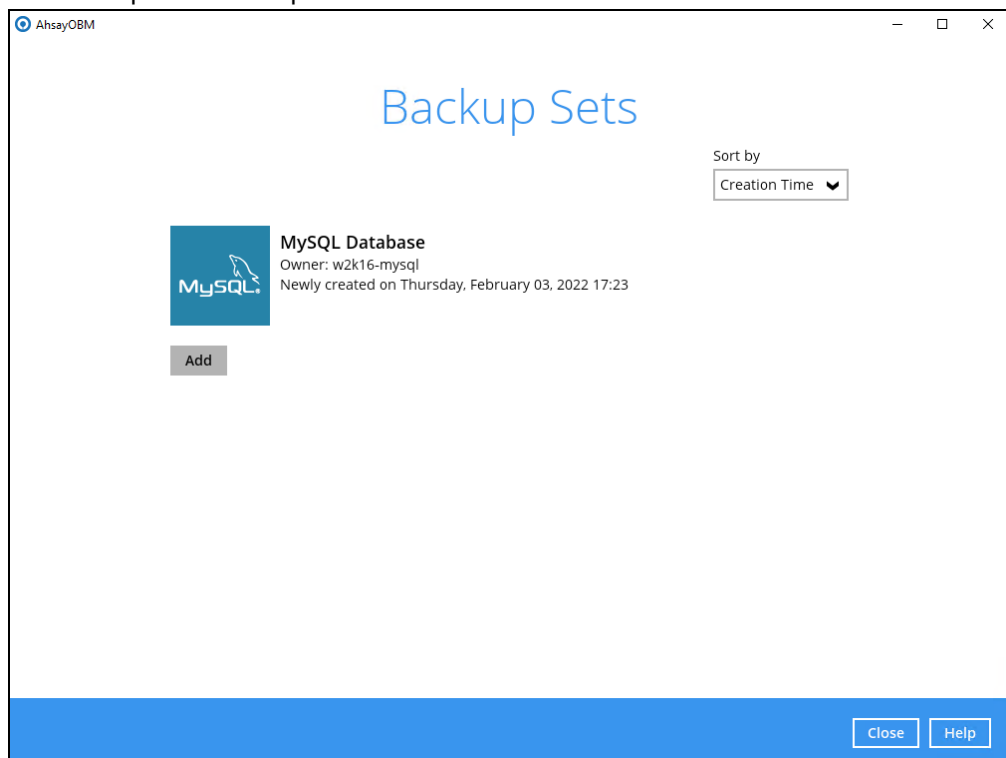 AhsayOBM
Backup Sets
Sort by
Creation Time
MySQL Database
Owner: w2k16-mysql
MySQL.
Newly created on Thursday, February 03, 2022 17:23
Add
Close Help